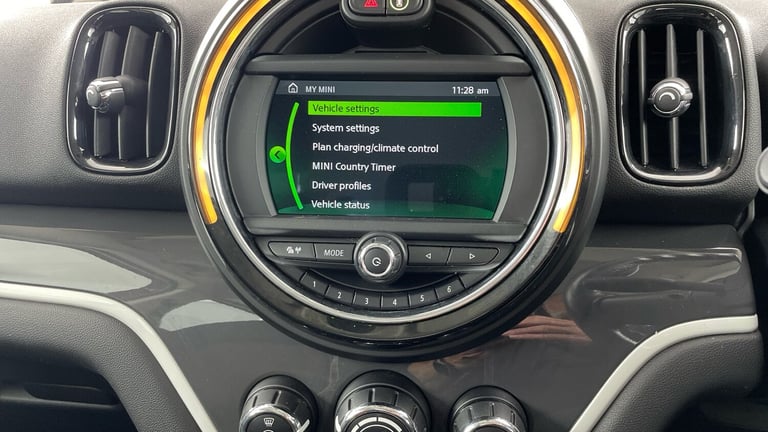 MY MINI 11:28 am
Vehicle settings
System settings
Plan charging/climate control
MINI Country Timer
Driver profiles
Vehicle status
MODE
1 2 3 4 5 6